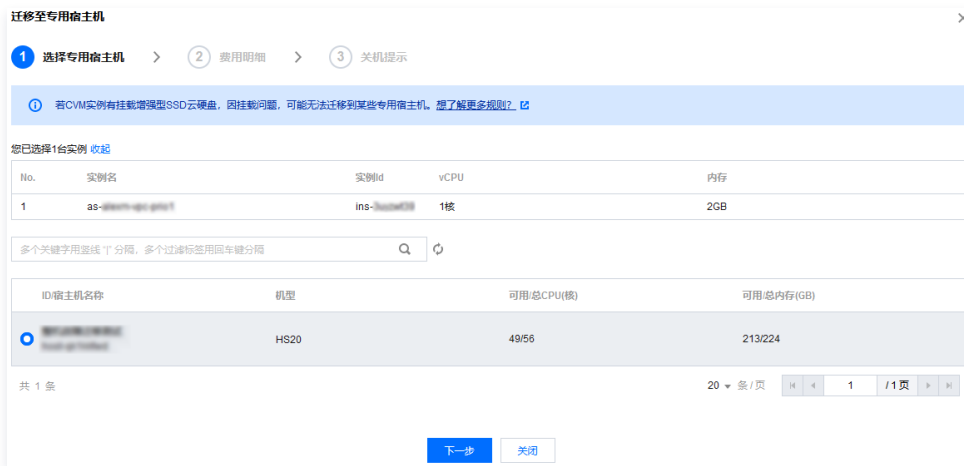 迁移至专用宿主机
1 选择专用宿主机 > 2 费用明细 > 3 关机提示
若CVM实例有挂载增强型SSD云硬盘，因挂载问题，可能无法迁移到某些专用宿主机。想了解更多规则？
您已选择1台实例 收起
No. 实例名 实例Id vCPU 内存
1 as- ins- 1核 2GB
多个关键字用竖线 "|" 分隔，多个过滤标签用回车键分隔
ID/宿主机名称 机型 可用/总CPU(核) 可用/总内存(GB)
HS20 49/56 213/224
共 1 条 20 条/页 1 /1页
下一步 关闭